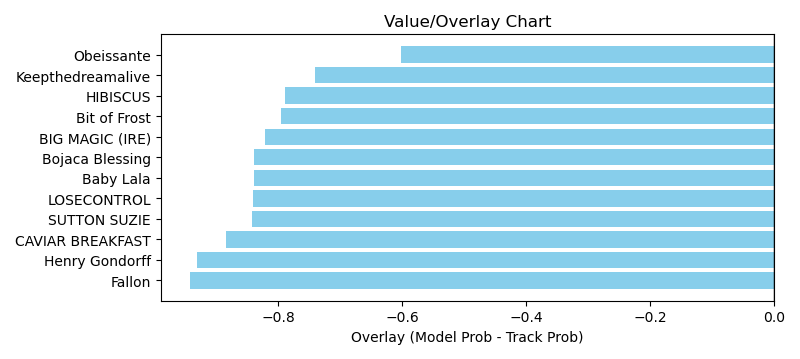 Value/Overlay Chart
Obeissante
Keepthedreamalive
HIBISCUS
Bit of Frost
BIG MAGIC (IRE)
Bojaca Blessing
Baby Lala
LOSECONTROL
SUTTON SUZIE
CAVIAR BREAKFAST
Henry Gondorff
Fallon
−0.8 −0.6 −0.4 −0.2 0.0
Overlay (Model Prob - Track Prob)